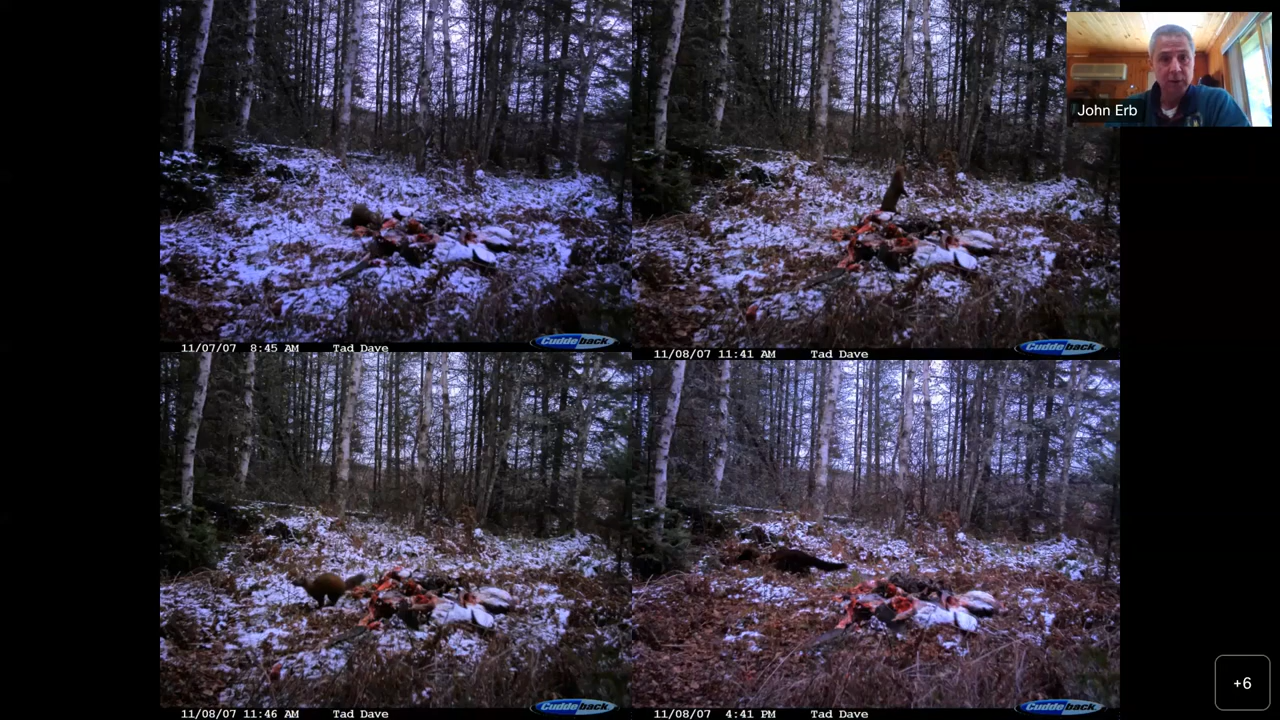 John Erb
Cuddeback
11/07/07 8:45 AM Tad Dave
Cuddeback
11/08/07 11:41 AM Tad Dave
Cuddeback
11/08/07 11:46 AM Tad Dave
Cuddeback
11/08/07 4:41 PM Tad Dave
+6